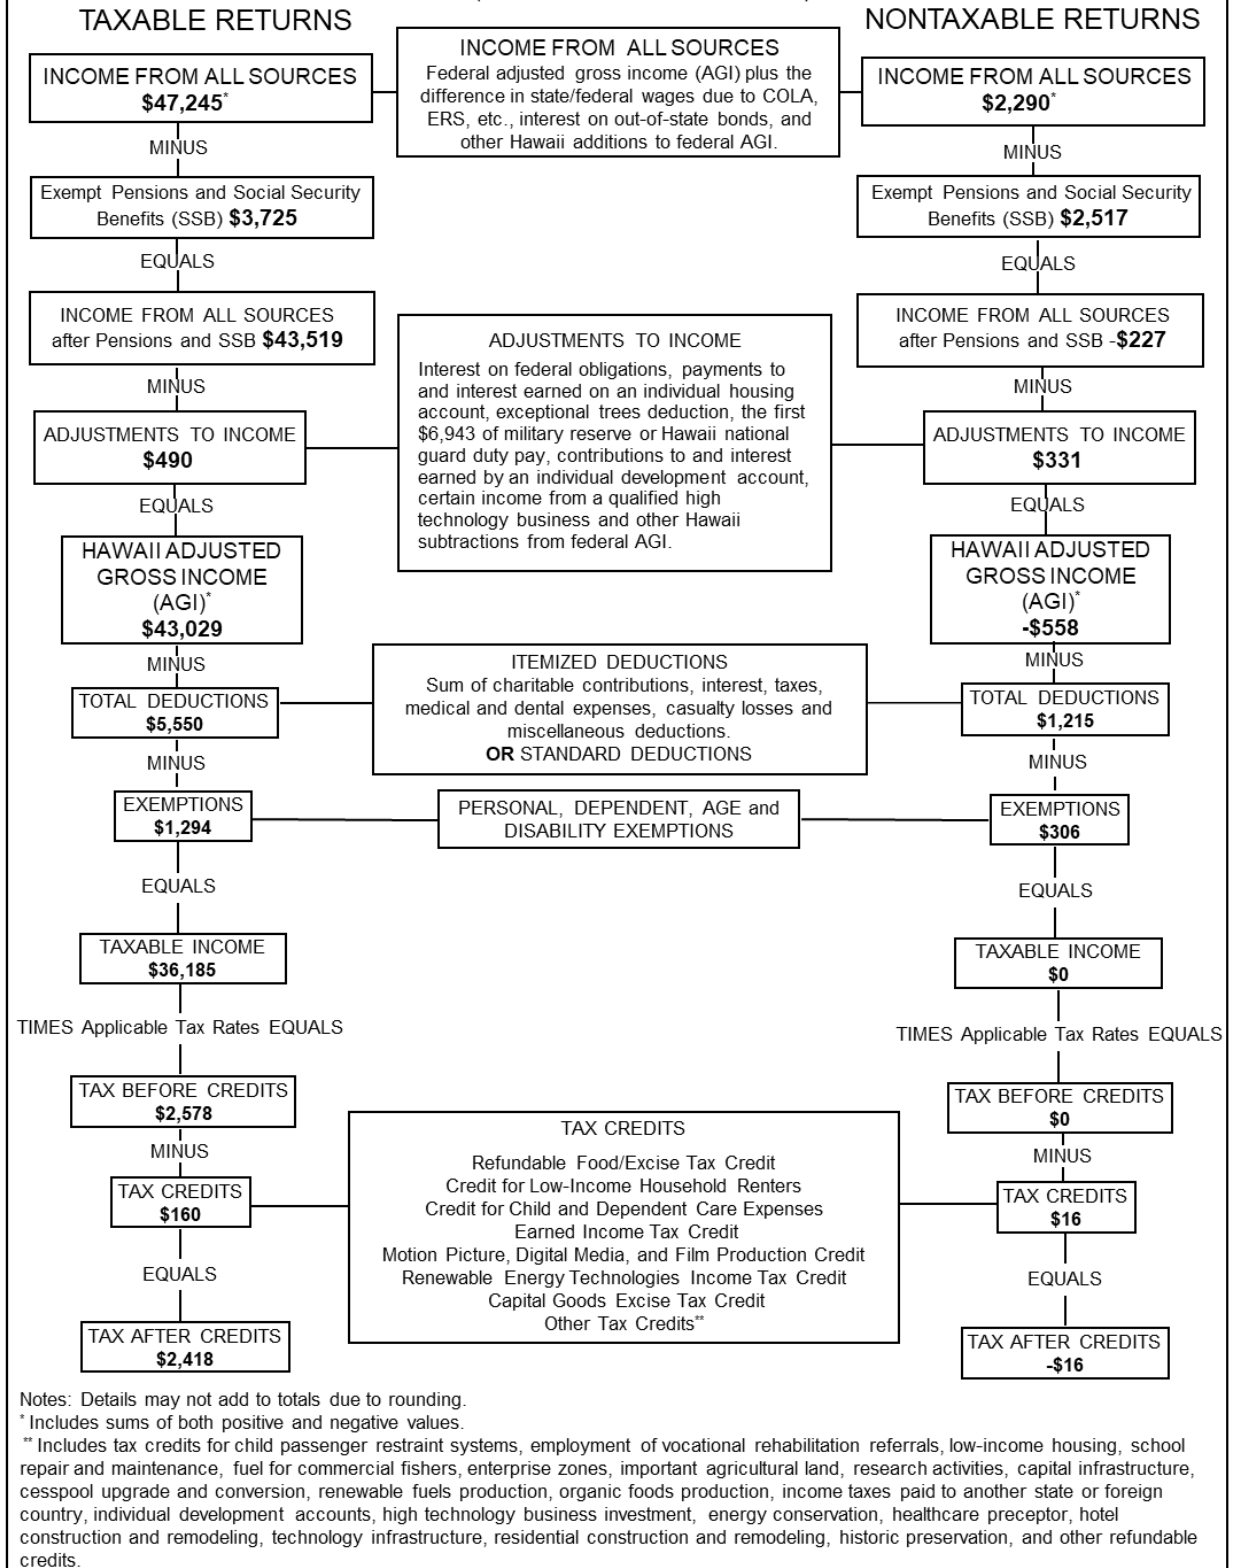 TAXABLE RETURNS
NONTAXABLE RETURNS
INCOME FROM ALL SOURCES
$47,245*
INCOME FROM ALL SOURCES
Federal adjusted gross income (AGI) plus the
difference in state/federal wages due to COLA,
ERS, etc., interest on out-of-state bonds, and
other Hawaii additions to federal AGI.
INCOME FROM ALL SOURCES
$2,290*
MINUS
MINUS
Exempt Pensions and Social Security
Benefits (SSB) $3,725
Exempt Pensions and Social Security
Benefits (SSB) $2,517
EQUALS
EQUALS
INCOME FROM ALL SOURCES
after Pensions and SSB $43,519
INCOME FROM ALL SOURCES
after Pensions and SSB -$227
MINUS
MINUS
ADJUSTMENTS TO INCOME
$490
ADJUSTMENTS TO INCOME
Interest on federal obligations, payments to
and interest earned on an individual housing
account, exceptional trees deduction, the first
$6,943 of military reserve or Hawaii national
guard duty pay, contributions to and interest
earned by an individual development account,
certain income from a qualified high
technology business and other Hawaii
subtractions from federal AGI.
ADJUSTMENTS TO INCOME
$331
EQUALS
EQUALS
HAWAII ADJUSTED
GROSS INCOME
(AGI)*
$43,029
HAWAII ADJUSTED
GROSS INCOME
(AGI)*
-$558
MINUS
MINUS
TOTAL DEDUCTIONS
$5,550
ITEMIZED DEDUCTIONS
Sum of charitable contributions, interest, taxes,
medical and dental expenses, casualty losses and
miscellaneous deductions.
OR STANDARD DEDUCTIONS
TOTAL DEDUCTIONS
$1,215
MINUS
MINUS
EXEMPTIONS
$1,294
PERSONAL, DEPENDENT, AGE and
DISABILITY EXEMPTIONS
EXEMPTIONS
$306
EQUALS
EQUALS
TAXABLE INCOME
$36,185
TAXABLE INCOME
$0
TIMES Applicable Tax Rates EQUALS
TIMES Applicable Tax Rates EQUALS
TAX BEFORE CREDITS
$2,578
TAX BEFORE CREDITS
$0
MINUS
MINUS
TAX CREDITS
$160
TAX CREDITS
Refundable Food/Excise Tax Credit
Credit for Low-Income Household Renters
Credit for Child and Dependent Care Expenses
Earned Income Tax Credit
Motion Picture, Digital Media, and Film Production Credit
Renewable Energy Technologies Income Tax Credit
Capital Goods Excise Tax Credit
Other Tax Credits**
TAX CREDITS
$16
EQUALS
EQUALS
TAX AFTER CREDITS
$2,418
TAX AFTER CREDITS
-$16
Notes: Details may not add to totals due to rounding.
* Includes sums of both positive and negative values.
** Includes tax credits for child passenger restraint systems, employment of vocational rehabilitation referrals, low-income housing, school
repair and maintenance, fuel for commercial fishers, enterprise zones, important agricultural land, research activities, capital infrastructure,
cesspool upgrade and conversion, renewable fuels production, organic foods production, income taxes paid to another state or foreign
country, individual development accounts, high technology business investment, energy conservation, healthcare preceptor, hotel
construction and remodeling, technology infrastructure, residential construction and remodeling, historic preservation, and other refundable
credits.